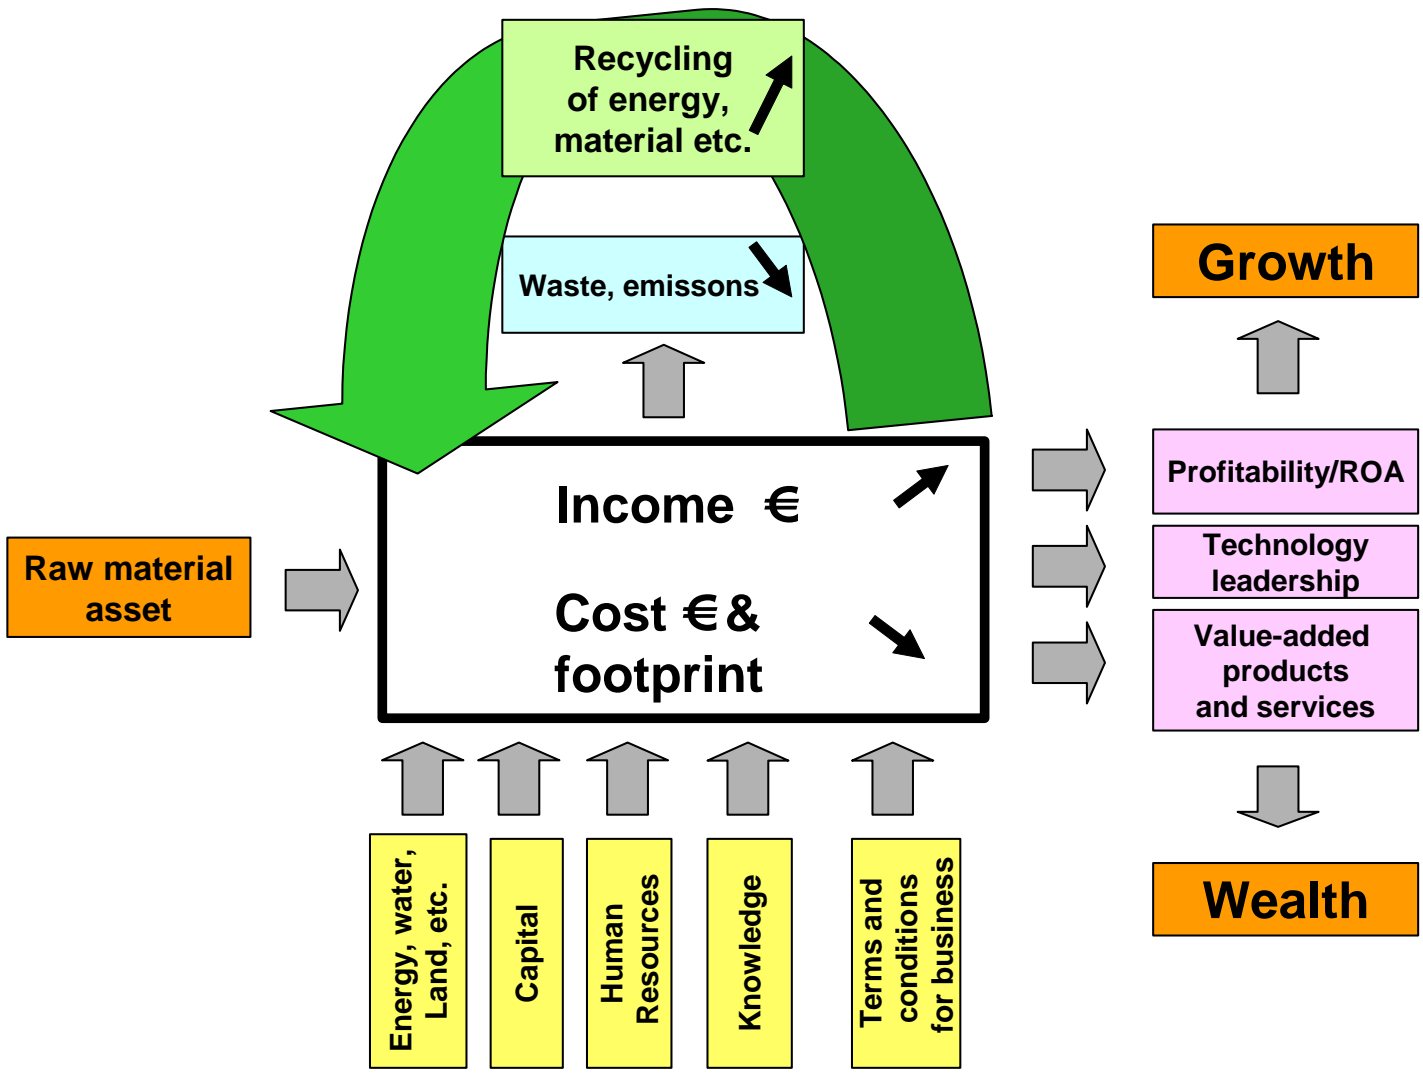 Recycling
of energy,
material etc.
Waste, emissons
Growth
Income €
Cost € &
footprint
Raw material
asset
Profitability/ROA
Technology
leadership
Value-added
products
and services
Wealth
Energy, water,
Land, etc.
Capital
Human
Resources
Knowledge
Terms and
conditions
for business